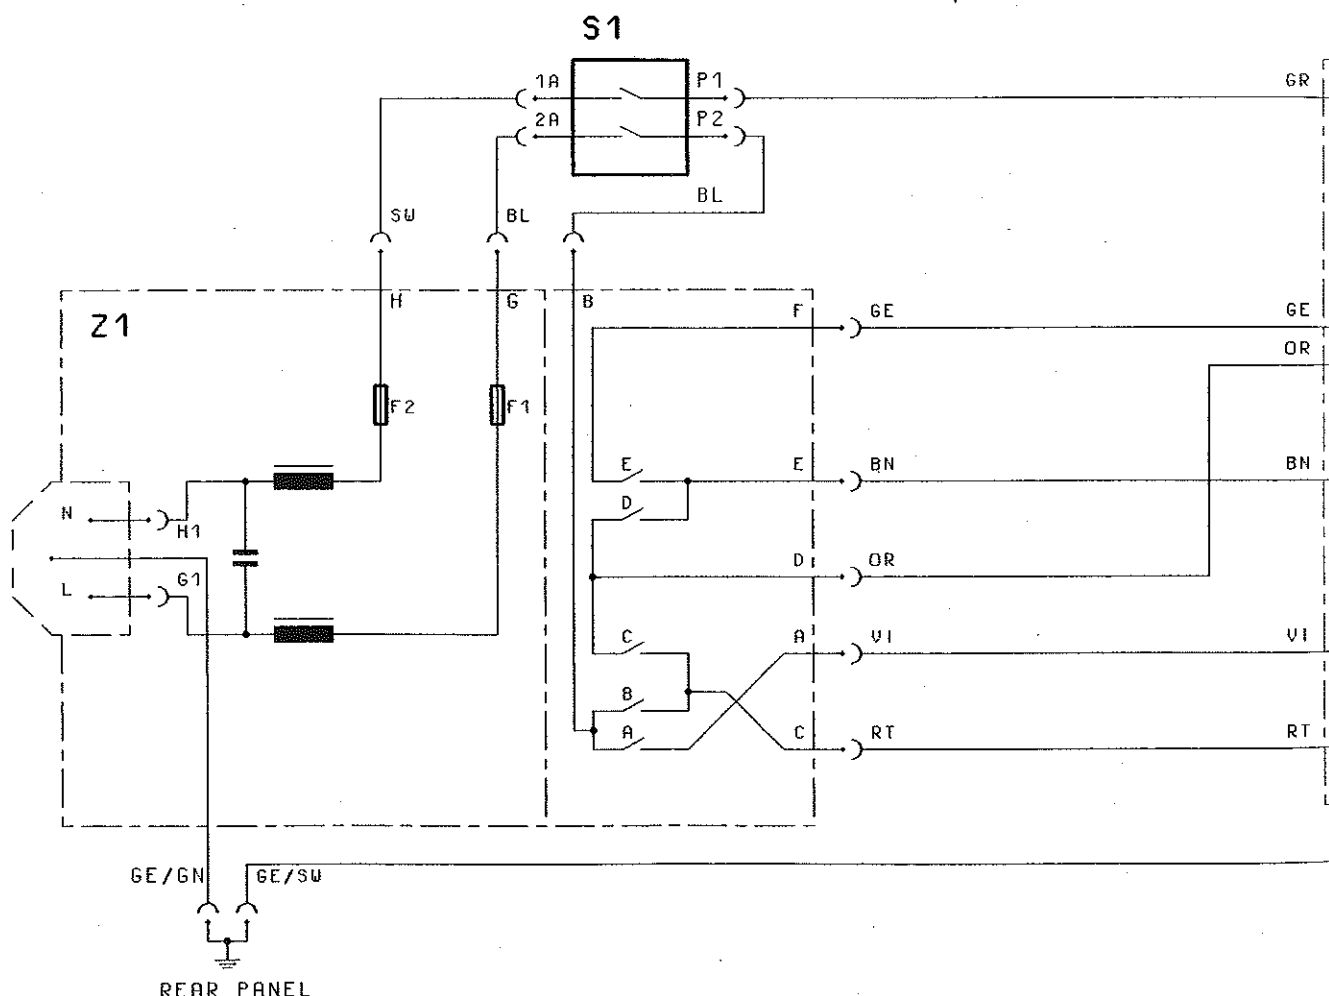 S1
1A
P1
GR
2A
P2
BL
SW
BL
H
G
B
Z1
F
GE
GE
OR
F2
F1
E
E
BN
BN
D
N
H1
D
OR
L
G1
C
A
VI
VI
B
A
C
RT
RT
GE/GN
GE/SW
REAR PANEL